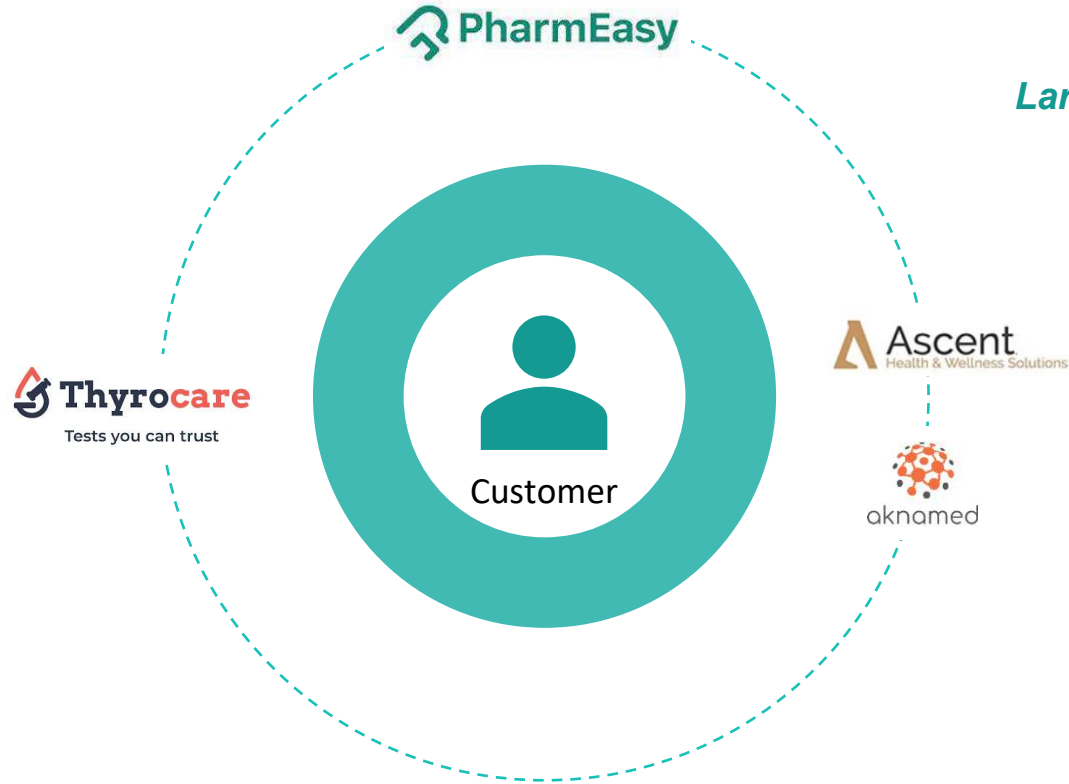 PharmEasy
Ascent
Health & Wellness Solutions
Thyrocare
Tests you can trust
Customer
aknamed